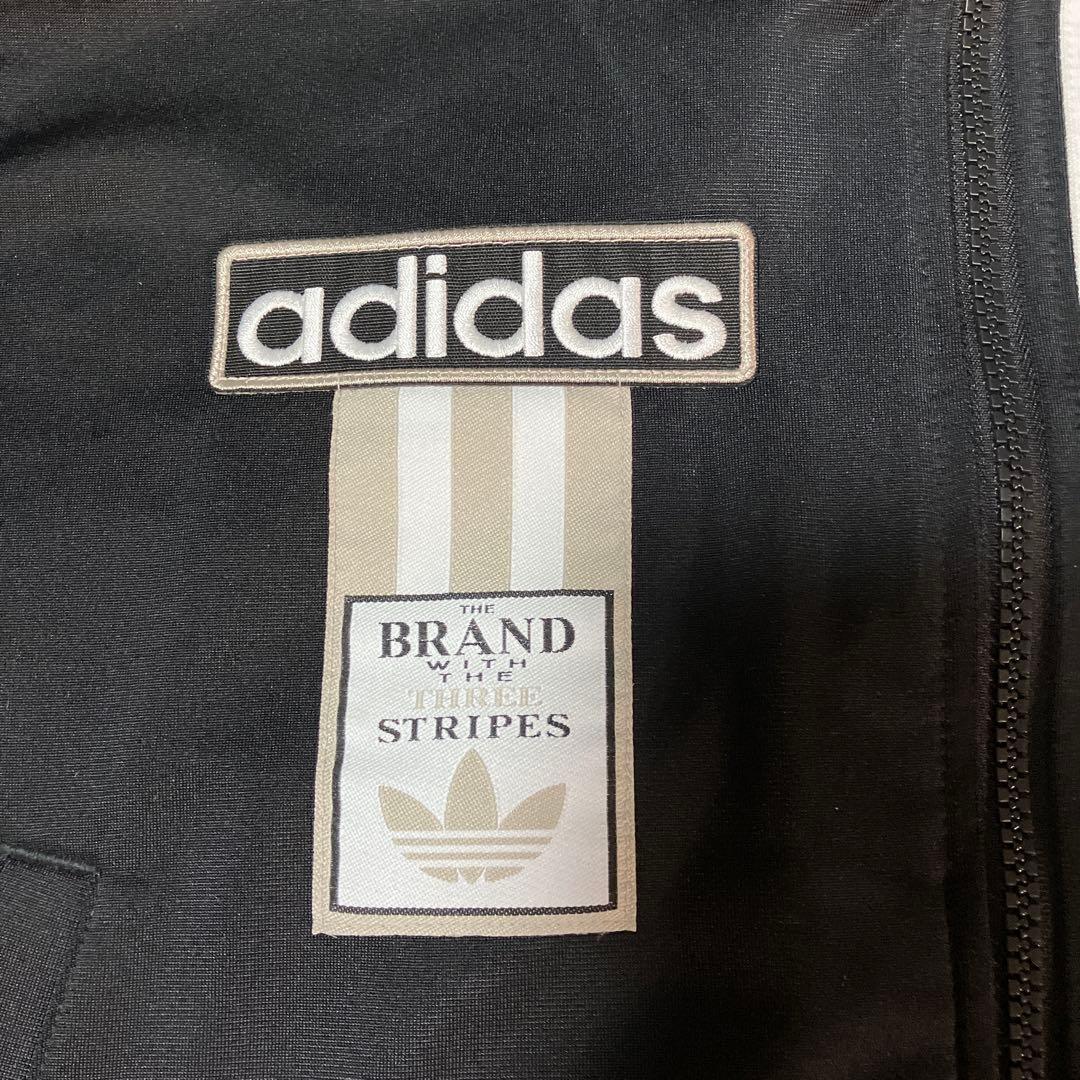 adidas
THE
BRAND
WITH
THE
THREE
STRIPES